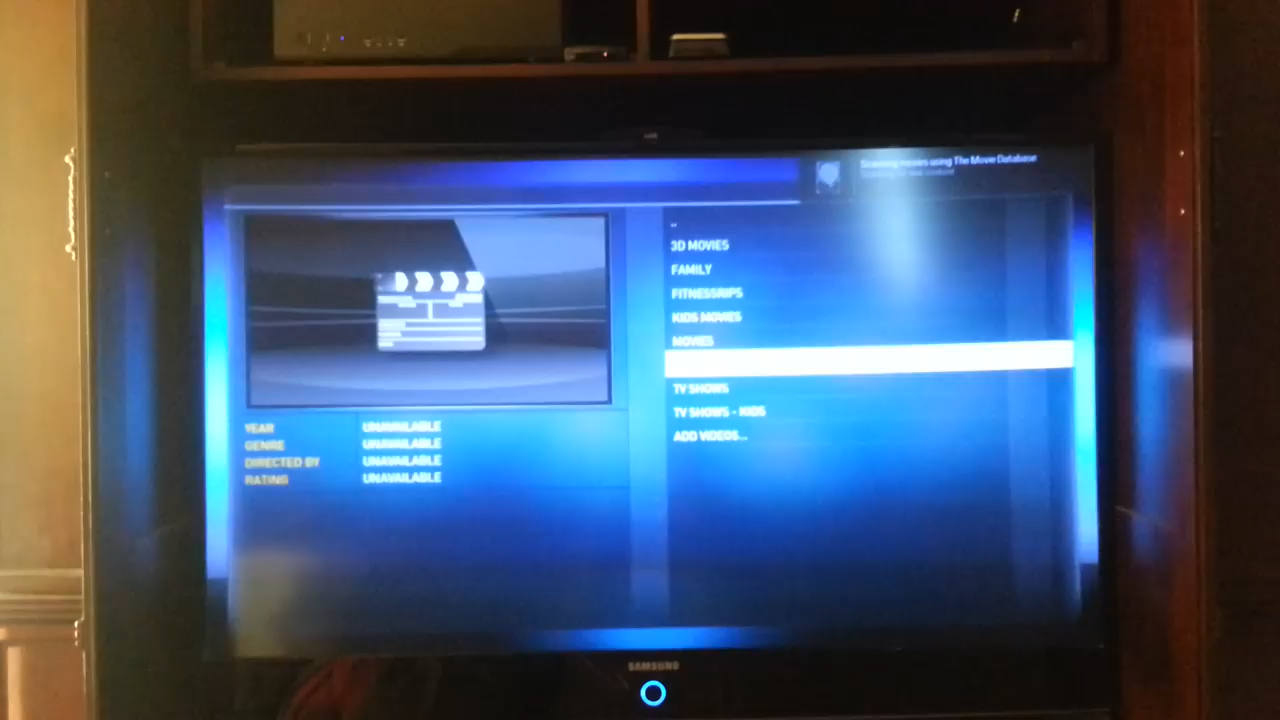 Scanning movies using The Movie Database
..
3D MOVIES
FAMILY
FITNESSRIPS
KIDS MOVIES
MOVIES
TV SHOWS
TV SHOWS - KIDS
ADD VIDEOS...
YEAR UNAVAILABLE
GENRE UNAVAILABLE
DIRECTED BY UNAVAILABLE
RATING UNAVAILABLE
SAMSUNG